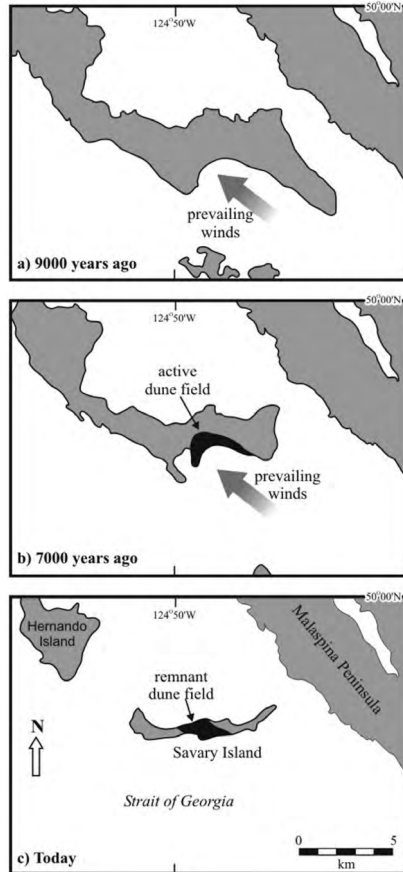 124°50'W
50°00'N
prevailing
winds
a) 9000 years ago
124°50'W
50°00'N
active
dune field
prevailing
winds
b) 7000 years ago
124°50'W
50°00'N
Hernando
Island
Malaspina Peninsula
remnant
dune field
N
Savary Island
Strait of Georgia
0 5
km
c) Today